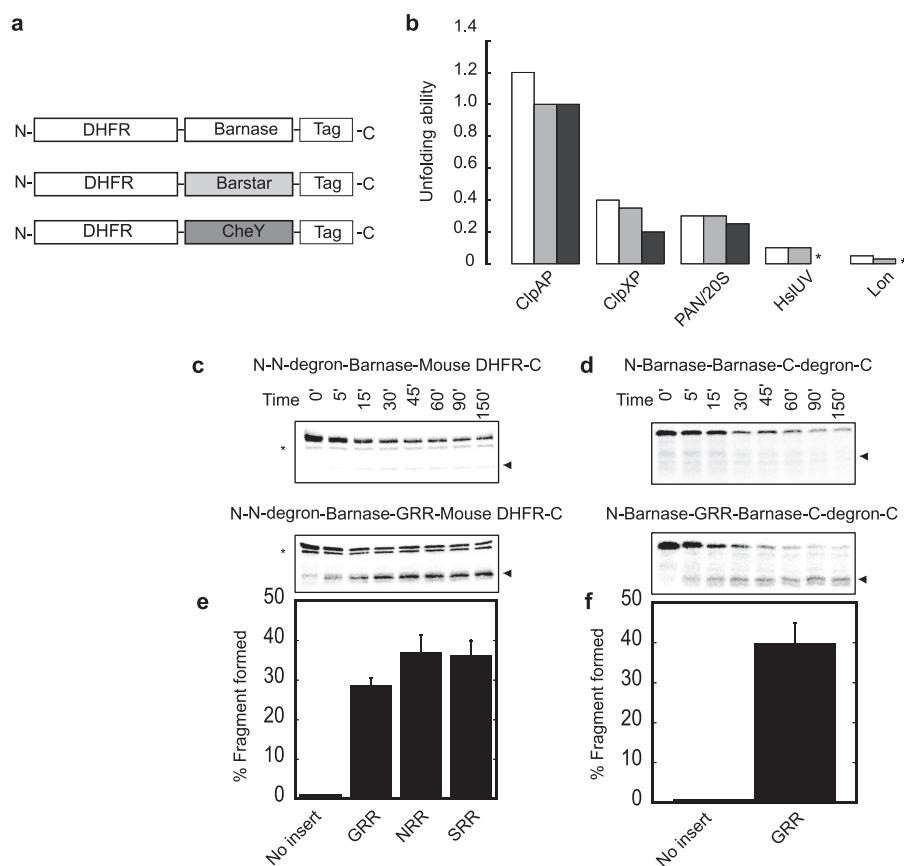 a
N- DHFR Barnase Tag -C
N- DHFR Barstar Tag -C
N- DHFR CheY Tag -C
b
Unfolding ability
1.4
1.2
1.0
0.8
0.6
0.4
0.2
0
* *
ClpAP ClpXP PAN/20S HslUV Lon
c
N-N-degron-Barnase-Mouse DHFR-C
Time 0' 5' 15' 30' 45' 60' 90' 150'
*
N-N-degron-Barnase-GRR-Mouse DHFR-C
*
d
N-Barnase-Barnase-C-degron-C
Time 0' 5' 15' 30' 45' 60' 90' 150'
N-Barnase-GRR-Barnase-C-degron-C
e
% Fragment formed
50
40
30
20
10
0
No insert GRR NRR SRR
f
% Fragment formed
50
40
30
20
10
0
No insert GRR